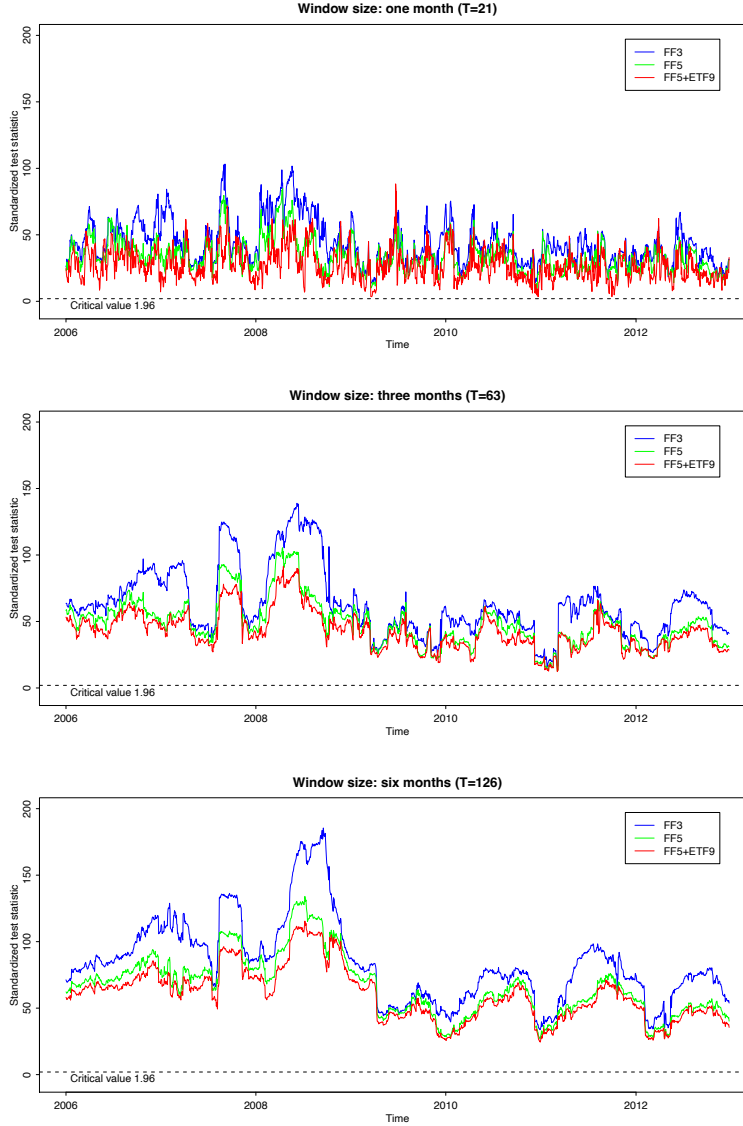 Window size: one month (T=21)
Standardized test statistic
200
150
100
50
0
FF3
FF5
FF5+ETF9
Critical value 1.96
2006 2008 2010 2012
Time
Window size: three months (T=63)
Standardized test statistic
200
150
100
50
0
FF3
FF5
FF5+ETF9
Critical value 1.96
2006 2008 2010 2012
Time
Window size: six months (T=126)
Standardized test statistic
200
150
100
50
0
FF3
FF5
FF5+ETF9
Critical value 1.96
2006 2008 2010 2012
Time